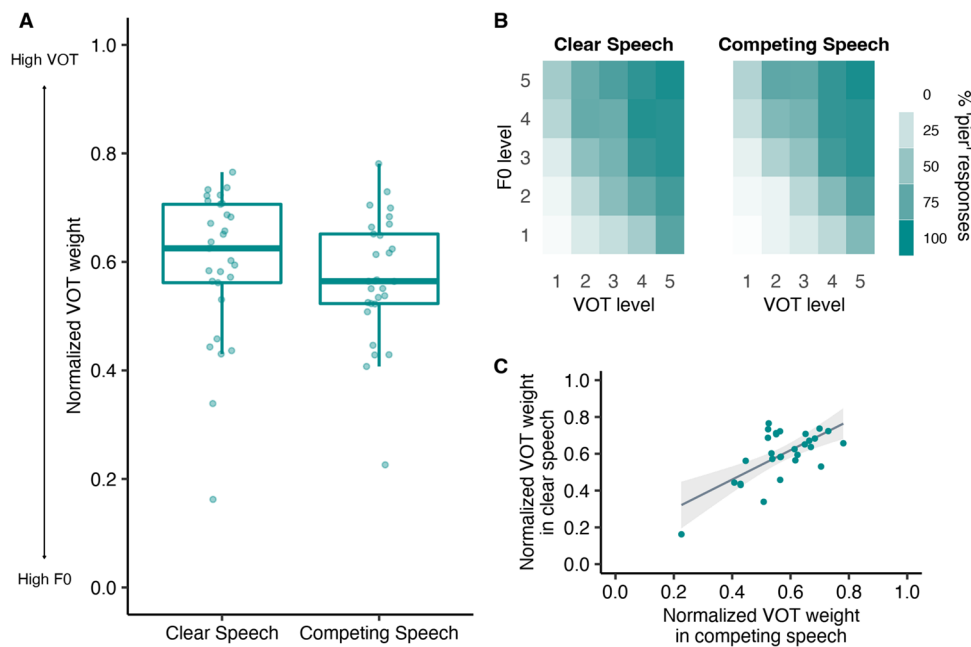 A
High VOT
High F0
Normalized VOT weight
1.0
0.8
0.6
0.4
0.2
0.0
Clear Speech
Competing Speech
B
Clear Speech
Competing Speech
F0 level
5
4
3
2
1
1 2 3 4 5
1 2 3 4 5
VOT level
VOT level
0
25
50
75
100
% 'pier' responses
C
Normalized VOT weight
in clear speech
1.0
0.8
0.6
0.4
0.2
0.0
0.0 0.2 0.4 0.6 0.8 1.0
Normalized VOT weight
in competing speech